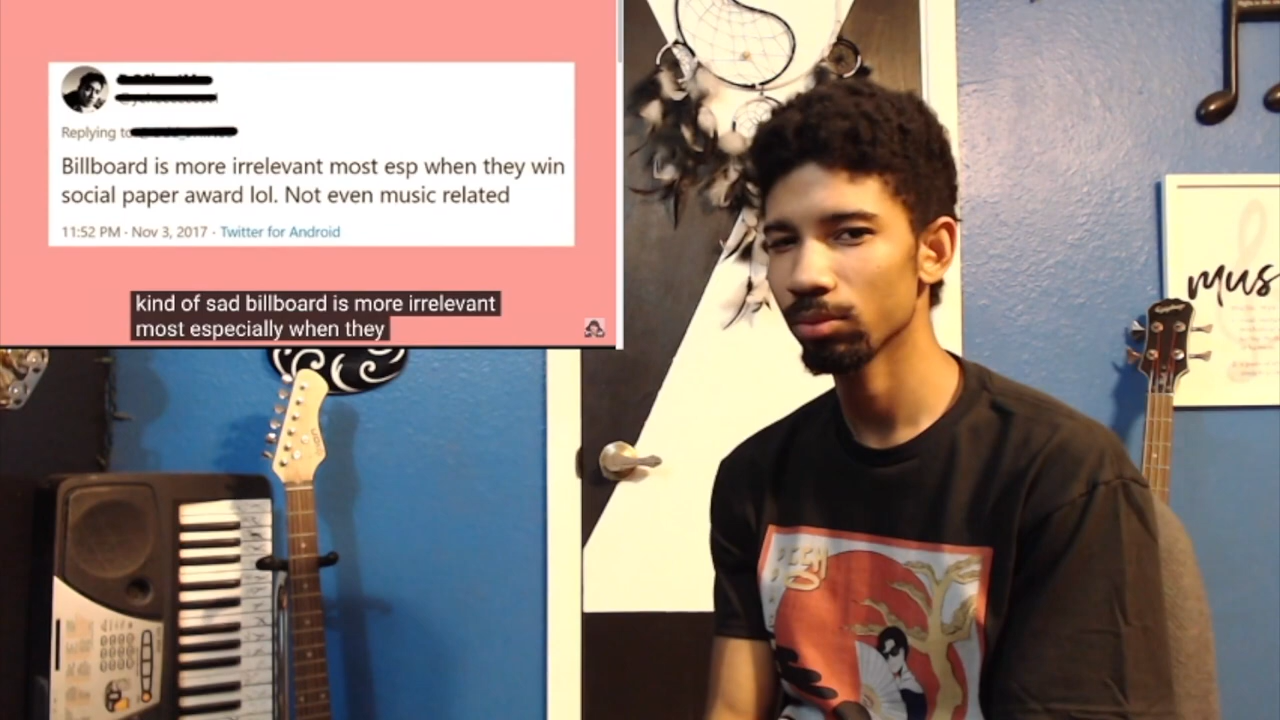 Replying to
Billboard is more irrelevant most esp when they win
social paper award lol. Not even music related
11:52 PM · Nov 3, 2017 · Twitter for Android
kind of sad billboard is more irrelevant
most especially when they
mus